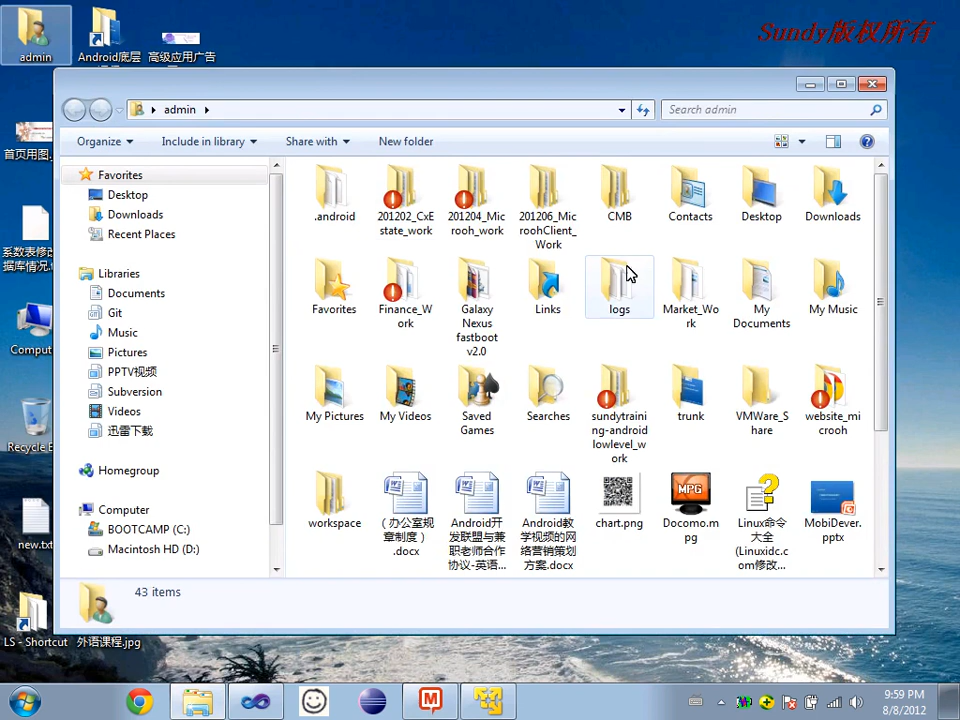 Sundy版权所有
admin
Android底层
高级应用广告
admin
Search admin
Organize
Include in library
Share with
New folder
首页用图
系数表修改
据库情况
Comput
Recycle B
new.txt
LS - Shortcut
外语课程.jpg
Favorites
Desktop
Downloads
Recent Places
Libraries
Documents
Git
Music
Pictures
PPTV视频
Subversion
Videos
迅雷下载
Homegroup
Computer
BOOTCAMP (C:)
Macintosh HD (D:)
.android
201202_CxE
state_work
201204_Mic
rooh_work
201206_Mic
roohClient_
Work
CMB
Contacts
Desktop
Downloads
Favorites
Finance_W
ork
Galaxy
Nexus
fastboot
v2.0
Links
logs
Market_Wo
rk
My
Documents
My Music
My Pictures
My Videos
Saved
Games
Searches
sundytraini
ng-android
lowlevel_w
ork
trunk
VMWare_S
hare
website_mi
crooh
workspace
（办公室规
章制度）
.docx
Android开
发联盟与兼
职老师合作
协议-英语...
Android教
学视频的网
络营销策划
方案.docx
chart.png
MPG
Docomo.m
pg
Linux命令
大全
(Linuxidc.c
om修改...
MobiDever.
pptx
43 items
9:59 PM
8/8/2012